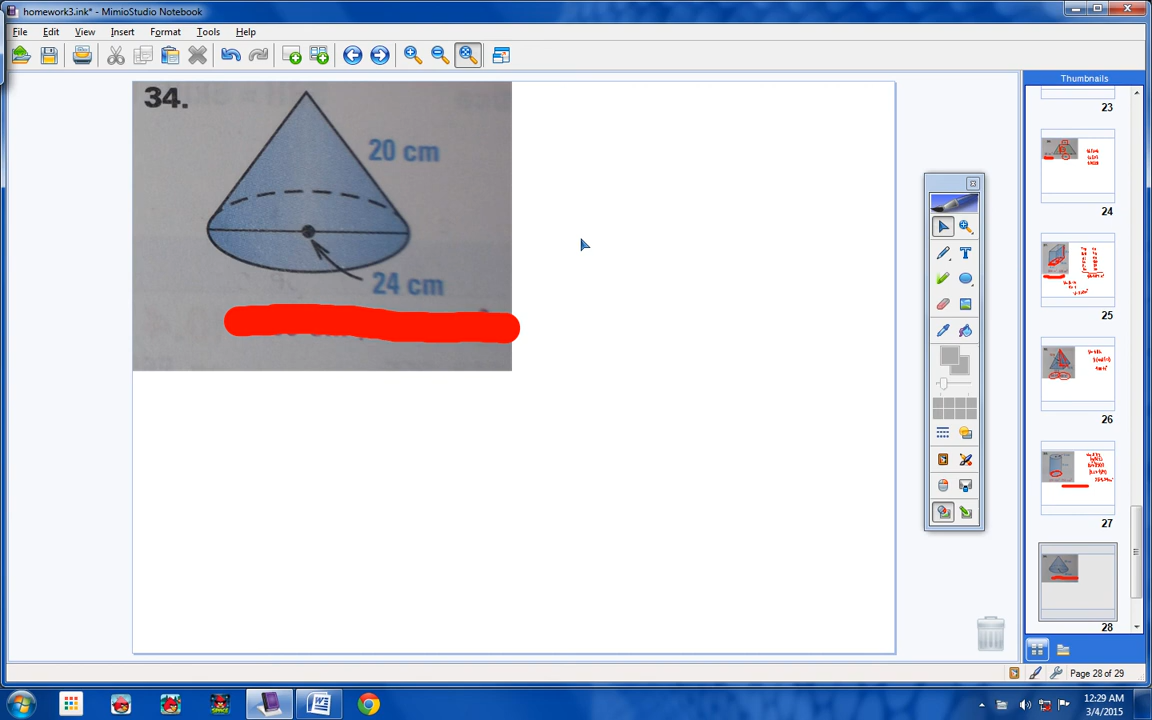 homework3.ink* - MimioStudio Notebook
File Edit View Insert Format Tools Help
Thumbnails
34.
20 cm
24 cm
23
24
25
26
27
28
Page 28 of 29
12:29 AM
3/4/2015